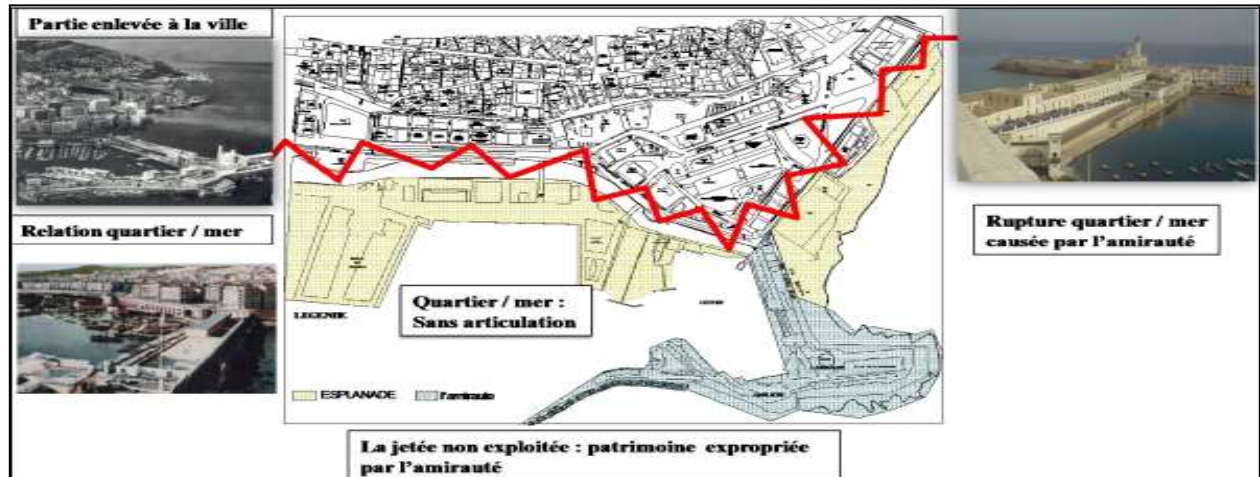 Partie enlevée à la ville
Relation quartier / mer
Quartier / mer :
Sans articulation
LEGENDE
ESPLANADE
l'amirauté
Rupture quartier / mer
causée par l'amirauté
La jetée non exploitée : patrimoine expropriée
par l'amirauté